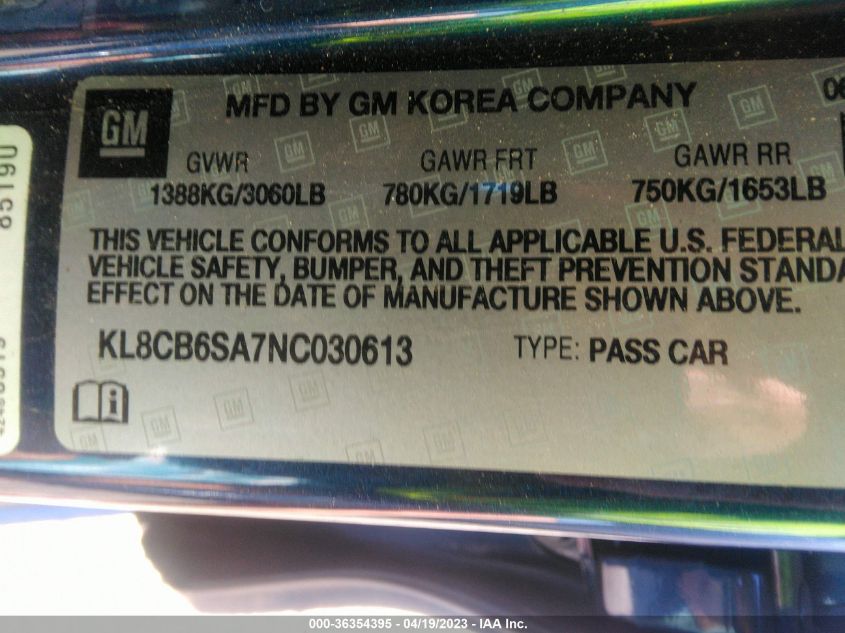 MFD BY GM KOREA COMPANY
06
GM
GVWR
GAWR FRT
GAWR RR
1388KG/3060LB
780KG/1719LB
750KG/1653LB
THIS VEHICLE CONFORMS TO ALL APPLICABLE U.S. FEDERAL
VEHICLE SAFETY, BUMPER, AND THEFT PREVENTION STANDA
EFFECT ON THE DATE OF MANUFACTURE SHOWN ABOVE.
KL8CB6SA7NC030613
TYPE: PASS CAR
8519U
000-36354395 - 04/19/2023 - IAA Inc.